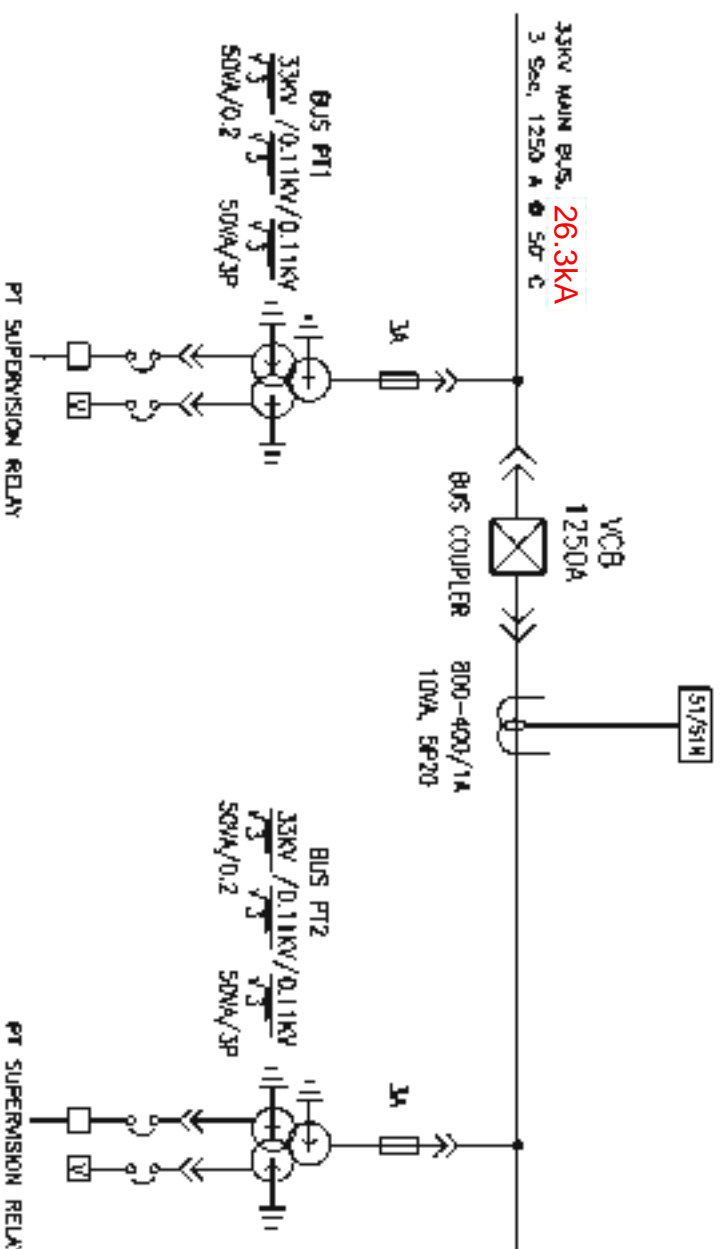 33KV MAIN BUS, 26.3kA
3 Sec, 1250 A @ 50° C
BUS PT1
33KV /0.11KV/0.11KV
√3 √3 √3
50VA/0.2 50VA/3P
3A
PT SUPERVISION RELAY
V
VCB
1250A
BUS COUPLER
800-400/1A
10VA, 5P20
51/51N
BUS PT2
33KV /0.11KV/0.11KV
√3 √3 √3
50VA/0.2 50VA/3P
3A
PT SUPERVISION RELAY
V